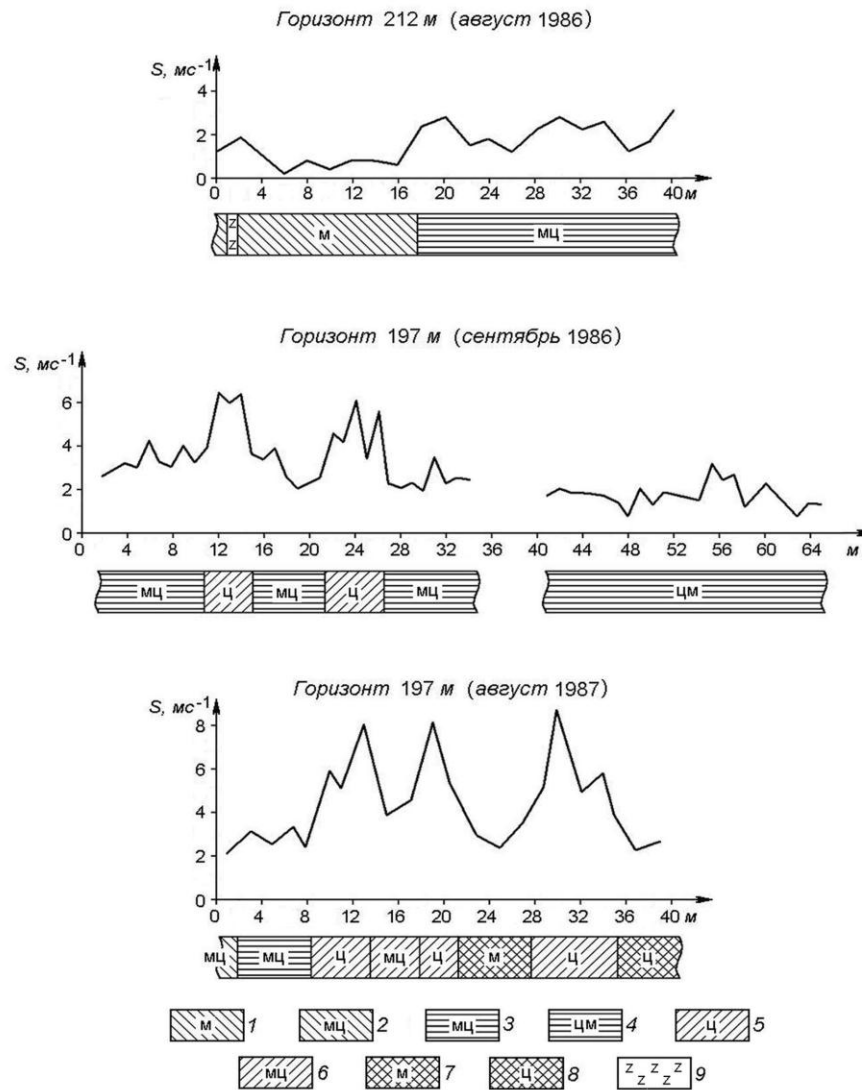 Горизонт 212 м (август 1986)
S, мс⁻¹
4
2
0
0 4 8 12 16 20 24 28 32 36 40 м
Z
Z
М
МЦ
Горизонт 197 м (сентябрь 1986)
S, мс⁻¹
6
4
2
0
0 4 8 12 16 20 24 28 32 36 40 44 48 52 56 60 64 м
МЦ Ц МЦ Ц МЦ ЦМ
Горизонт 197 м (август 1987)
S, мс⁻¹
8
6
4
2
0
0 4 8 12 16 20 24 28 32 36 40 м
МЦ МЦ Ц МЦ Ц М Ц Ц
М 1 МЦ 2 МЦ 3 ЦМ 4 Ц 5
МЦ 6 М 7 Ц 8 Z Z Z Z Z 9